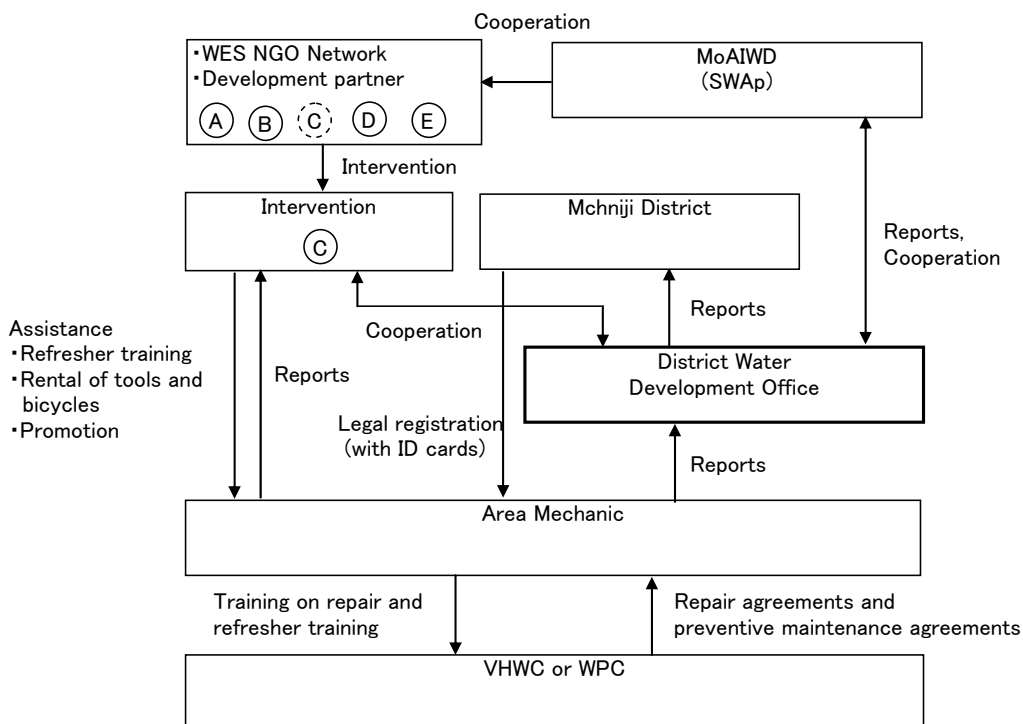 Cooperation
・WES NGO Network
・Development partner
A B C D E
MoAIWD
(SWAp)
Intervention
Intervention
C
Mchniji District
Reports,
Cooperation
Cooperation
Reports
District Water
Development Office
Assistance
・Refresher training
・Rental of tools and
bicycles
・Promotion
Reports
Legal registration
(with ID cards)
Reports
Area Mechanic
Training on repair and
refresher training
Repair agreements and
preventive maintenance agreements
VHWC or WPC